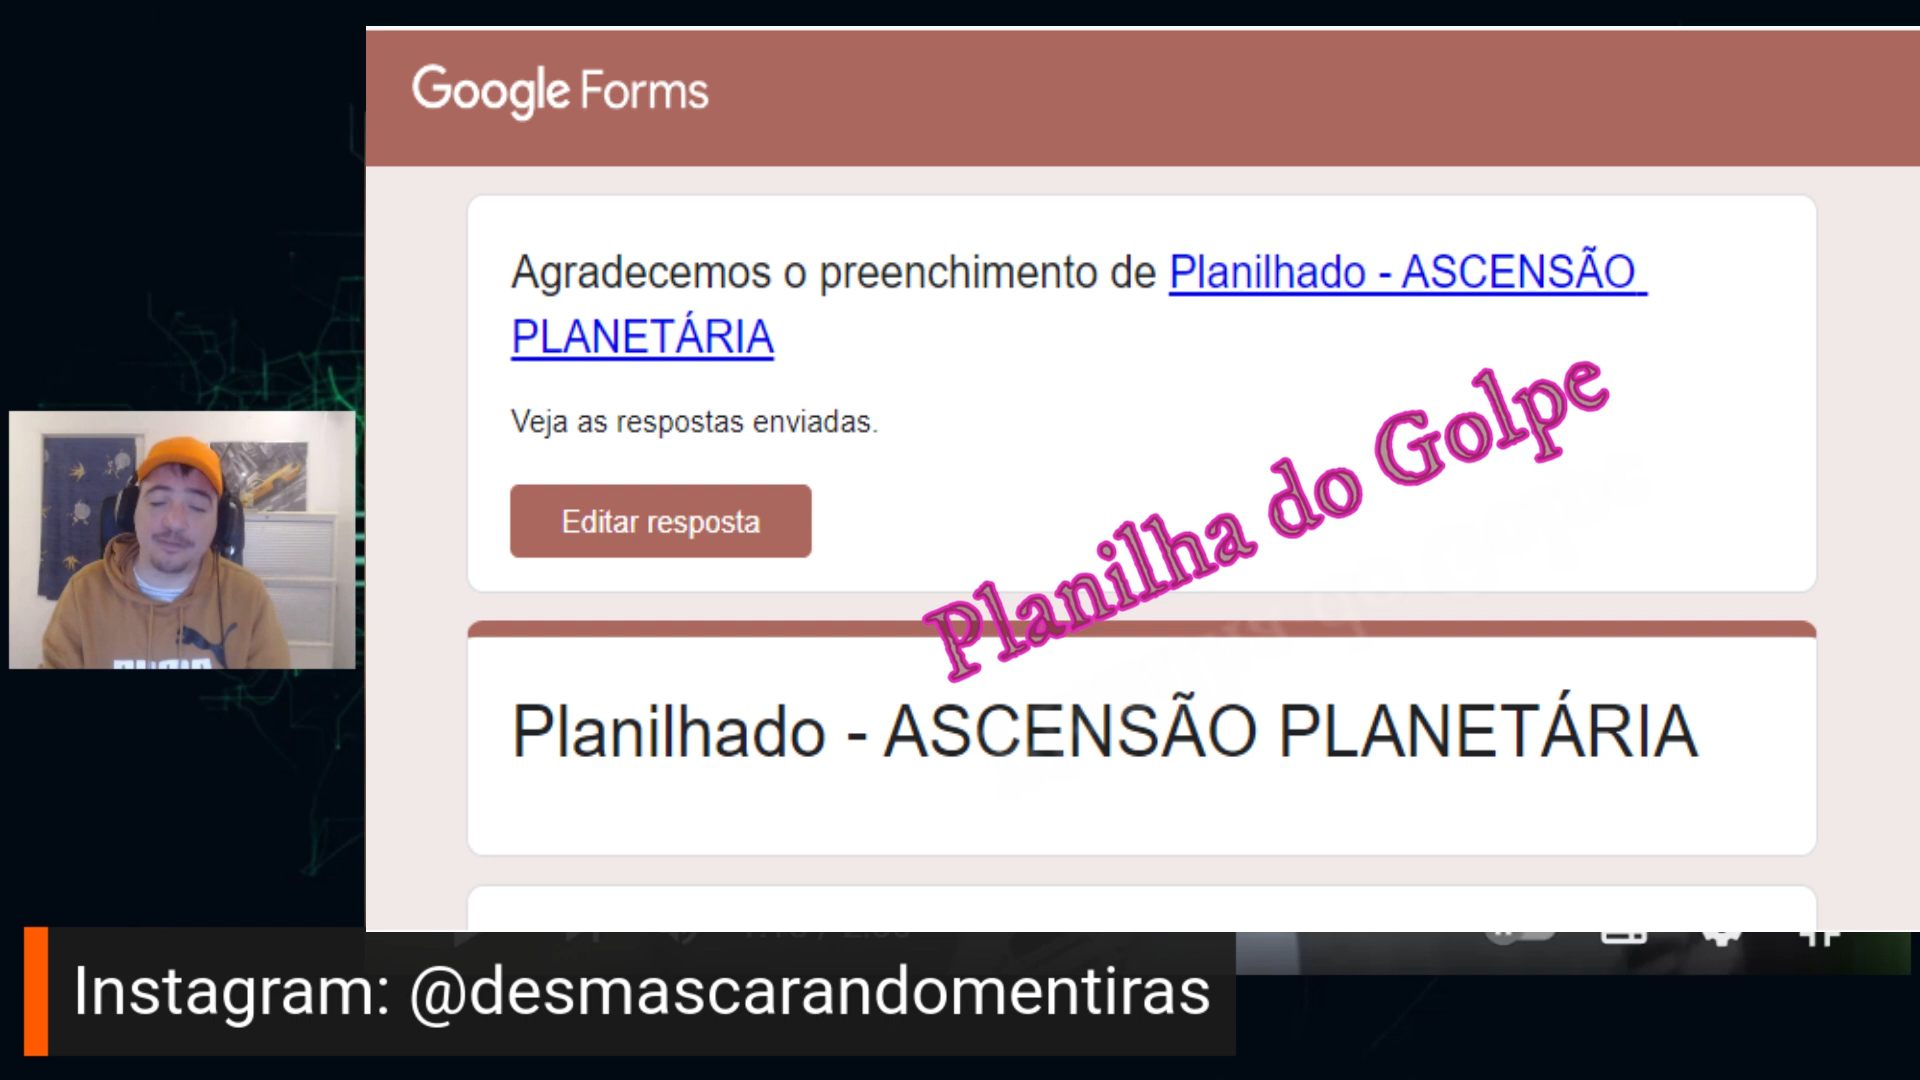 Google Forms
Agradecemos o preenchimento de Planilhado - ASCENSÃO
PLANETÁRIA
Veja as respostas enviadas.
Editar resposta
Planilha do Golpe
Planilhado - ASCENSÃO PLANETÁRIA
Instagram: @desmascarandomentiras